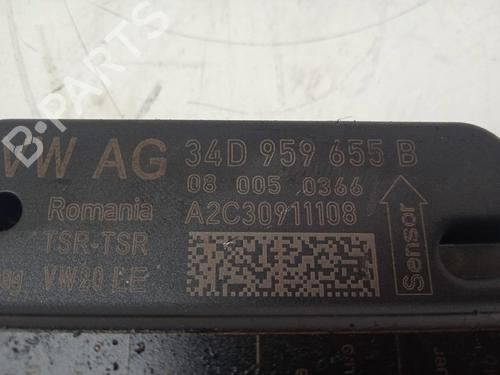 B-PARTS
VW AG 34D 959 655 B
08 005 0366
Romania A2C30911108
TSR-TSR
VW20 LE
Sensor